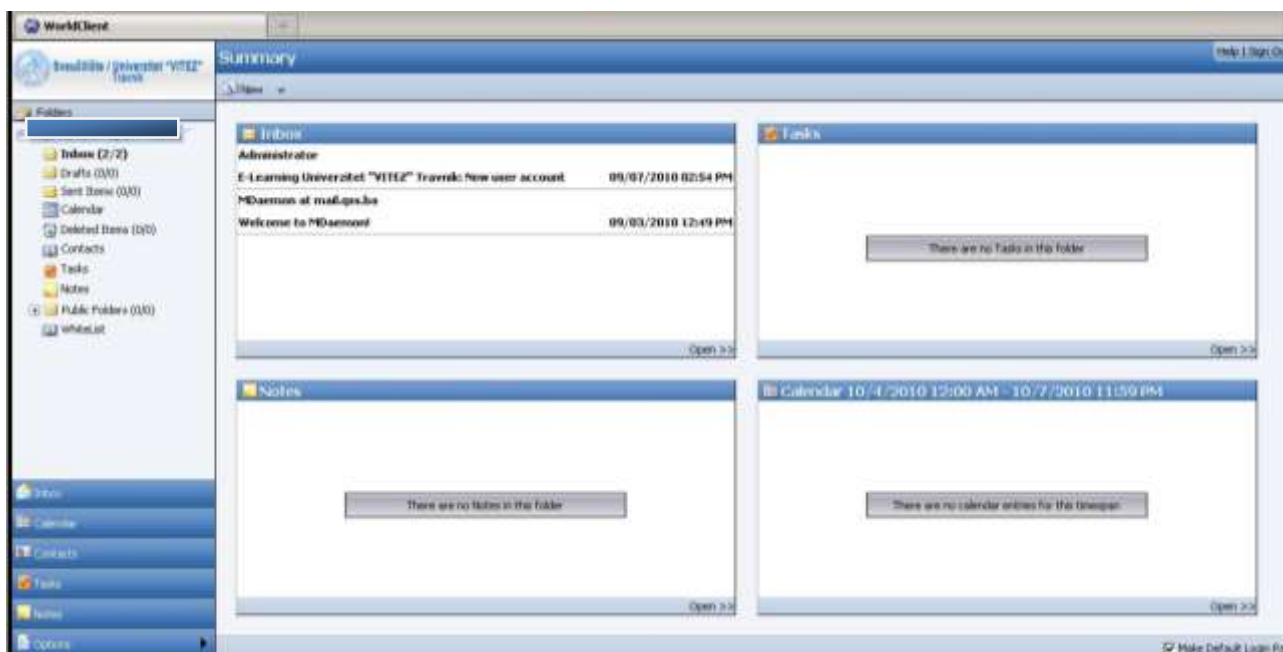 WorldClient
Univerzitet "VITEZ"
Travnik
Summary
Help | Sign
New
Folders
Inbox (2/2)
Drafts (0/0)
Sent Items (0/0)
Calendar
Deleted Items (0/0)
Contacts
Tasks
Notes
Public Folders (0/0)
WhiteList
Inbox
Calendar
Contacts
Tasks
Notes
Options
Inbox
Administrator
E-Learning Univerzitet "VITEZ" Travnik: New user account 09/07/2010 02:54 PM
MDaemon at mail.qss.ba
Welcome to MDaemon! 09/03/2010 12:49 PM
Open >>
Tasks
There are no Tasks in this folder
Open >>
Notes
There are no Notes in this folder
Open >>
Calendar 10/4/2010 12:00 AM - 10/7/2010 11:59 PM
There are no calendar entries for this timespan
Open >>
Make Default Login